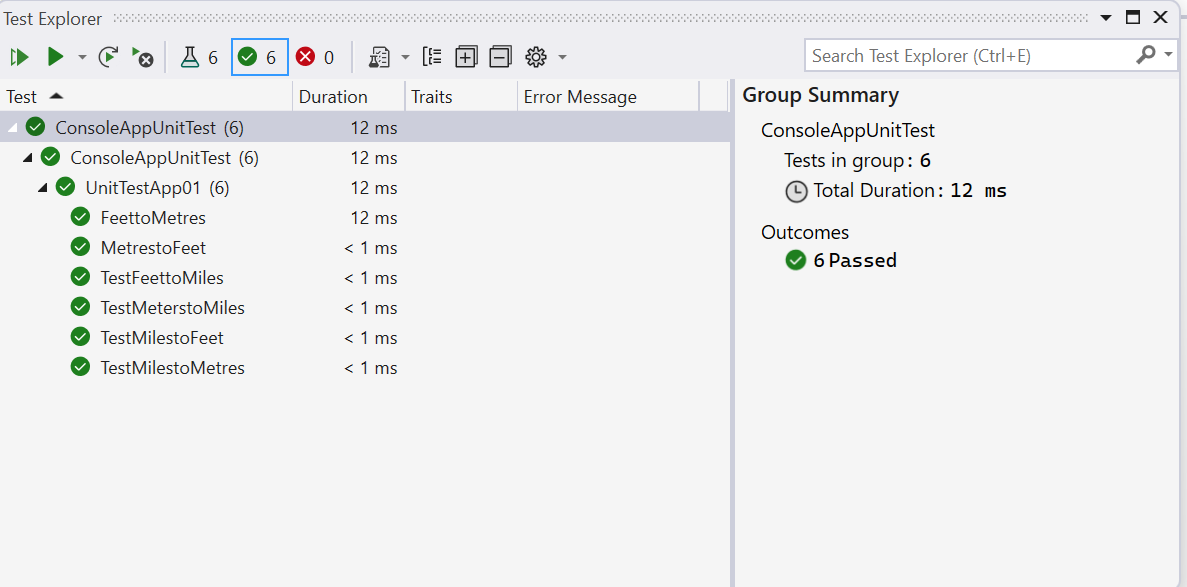 Test Explorer
6 6 0
Search Test Explorer (Ctrl+E)
Test Duration Traits Error Message
ConsoleAppUnitTest (6) 12 ms
ConsoleAppUnitTest (6) 12 ms
UnitTestApp01 (6) 12 ms
FeettoMetres 12 ms
MetrestoFeet < 1 ms
TestFeettoMiles < 1 ms
TestMeterstoMiles < 1 ms
TestMilestoFeet < 1 ms
TestMilestoMetres < 1 ms
Group Summary
ConsoleAppUnitTest
Tests in group: 6
Total Duration: 12 ms
Outcomes
6 Passed